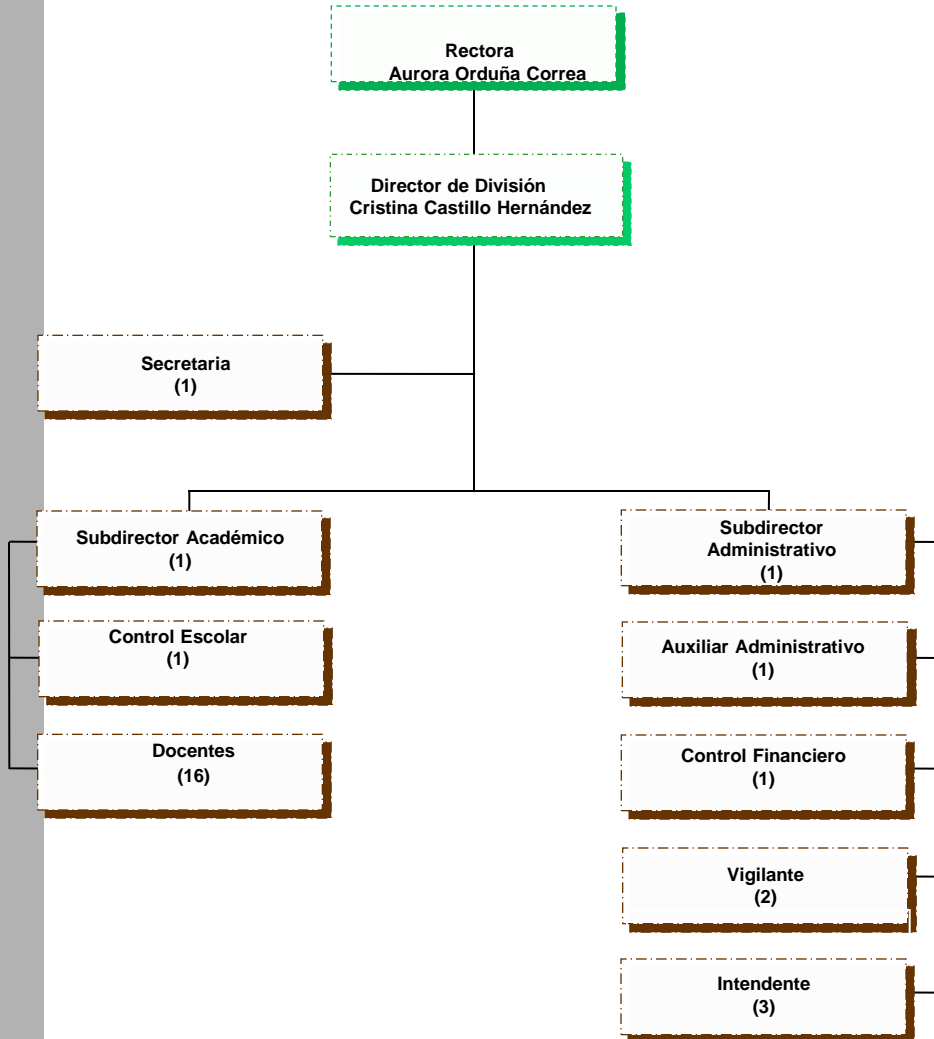 Rectora
Aurora Orduña Correa
Director de División
Cristina Castillo Hernández
Secretaria
(1)
Subdirector Académico
(1)
Control Escolar
(1)
Docentes
(16)
Subdirector
Administrativo
(1)
Auxiliar Administrativo
(1)
Control Financiero
(1)
Vigilante
(2)
Intendente
(3)